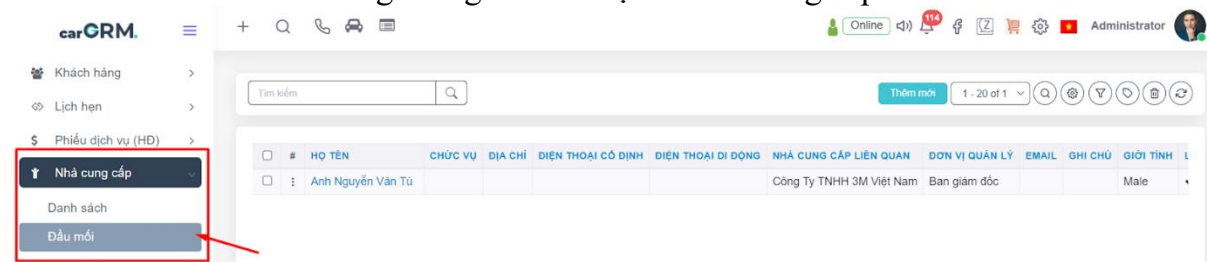 carGRM.
Online
114
Administrator
Khách hàng
Lịch hẹn
Phiếu dịch vụ (HĐ)
Nhà cung cấp
Danh sách
Đầu mối
Tìm kiếm
Thêm mới
1 - 20 of 1
# HỌ TÊN CHỨC VỤ ĐỊA CHỈ ĐIỆN THOẠI CỐ ĐỊNH ĐIỆN THOẠI DI ĐỘNG NHÀ CUNG CẤP LIÊN QUAN ĐƠN VỊ QUẢN LÝ EMAIL GHI CHÚ GIỚI TÍNH
Anh Nguyễn Văn Tú Công Ty TNHH 3M Việt Nam Ban giám đốc Male